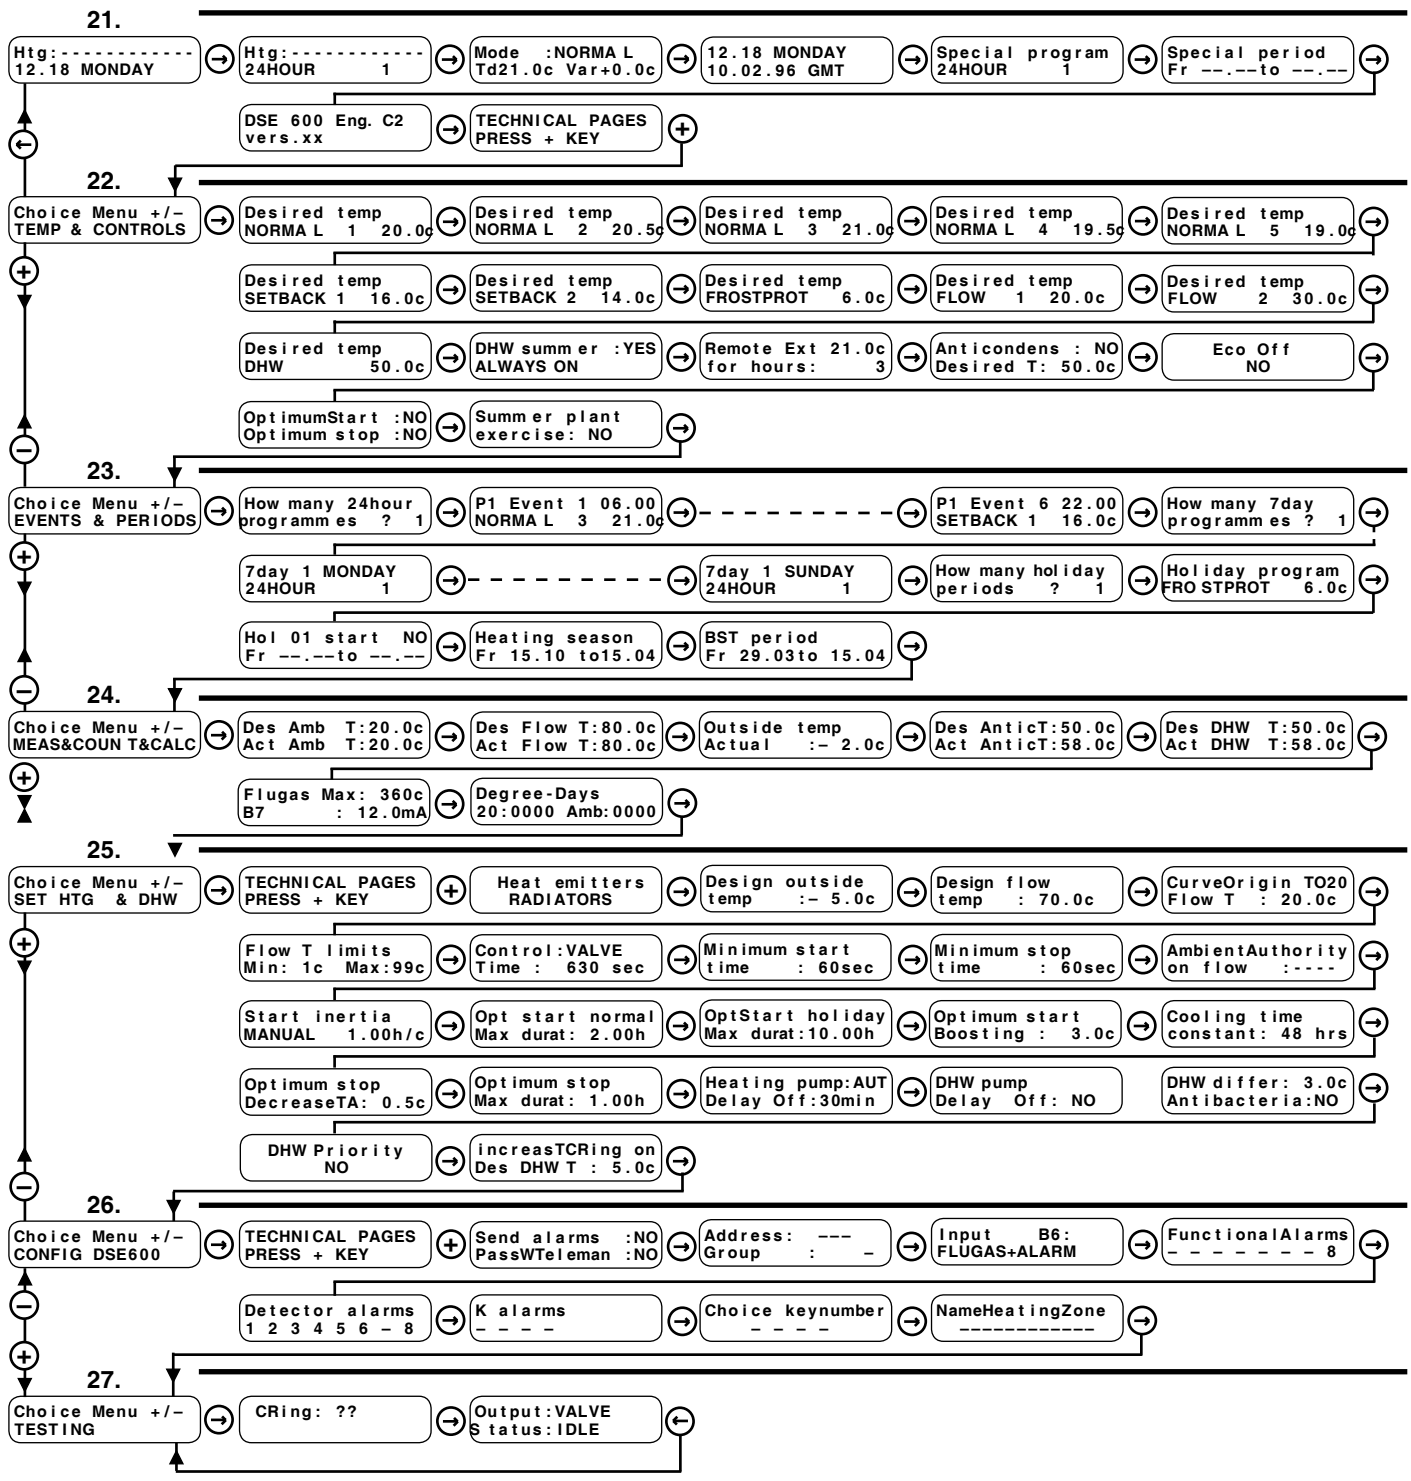 21.
Htg:------------
12.18 MONDAY
Htg:------------
24HOUR 1
Mode :NORMAL
Td21.0c Var+0.0c
12.18 MONDAY
10.02.96 GMT
Special program
24HOUR 1
Special period
Fr --.--to --.--
DSE 600 Eng. C2
vers.xx
TECHNICAL PAGES
PRESS + KEY
22.
Choice Menu +/-
TEMP & CONTROLS
Desired temp
NORMAL 1 20.0c
Desired temp
NORMAL 2 20.5c
Desired temp
NORMAL 3 21.0c
Desired temp
NORMAL 4 19.5c
Desired temp
NORMAL 5 19.0c
Desired temp
SETBACK 1 16.0c
Desired temp
SETBACK 2 14.0c
Desired temp
FROSTPROT 6.0c
Desired temp
FLOW 1 20.0c
Desired temp
FLOW 2 30.0c
Desired temp
DHW 50.0c
DHW summer :YES
ALWAYS ON
Remote Ext 21.0c
for hours: 3
Anticondens : NO
Desired T: 50.0c
Eco Off
NO
OptimumStart :NO
Optimum stop :NO
Summer plant
exercise: NO
23.
Choice Menu +/-
EVENTS & PERIODS
How many 24hour
programmes ? 1
P1 Event 1 06.00
NORMAL 3 21.0c
P1 Event 6 22.00
SETBACK 1 16.0c
How many 7day
programmes ? 1
7day 1 MONDAY
24HOUR 1
7day 1 SUNDAY
24HOUR 1
How many holiday
periods ? 1
Holiday program
FROSTPROT 6.0c
Hol 01 start NO
Fr --.--to --.--
Heating season
Fr 15.10 to15.04
BST period
Fr 29.03to 15.04
24.
Choice Menu +/-
MEAS&COUNT&CALC
Des Amb T:20.0c
Act Amb T:20.0c
Des Flow T:80.0c
Act Flow T:80.0c
Outside temp
Actual :- 2.0c
Des AnticT:50.0c
Act AnticT:58.0c
Des DHW T:50.0c
Act DHW T:58.0c
Flugas Max: 360c
B7 : 12.0mA
Degree-Days
20:0000 Amb:0000
25.
Choice Menu +/-
SET HTG & DHW
TECHNICAL PAGES
PRESS + KEY
Heat emitters
RADIATORS
Design outside
temp :- 5.0c
Design flow
temp : 70.0c
CurveOrigin TO20
Flow T : 20.0c
Flow T limits
Min: 1c Max:99c
Control:VALVE
Time : 630 sec
Minimum start
time : 60sec
Minimum stop
time : 60sec
AmbientAuthority
on flow :----
Start inertia
MANUAL 1.00h/c
Opt start normal
Max durat: 2.00h
OptStart holiday
Max durat:10.00h
Optimum start
Boosting : 3.0c
Cooling time
constant: 48 hrs
Optimum stop
DecreaseTA: 0.5c
Optimum stop
Max durat: 1.00h
Heating pump:AUT
Delay Off:30min
DHW pump
Delay Off: NO
DHW differ: 3.0c
Antibacteria:NO
DHW Priority
NO
increasTCRing on
Des DHW T : 5.0c
26.
Choice Menu +/-
CONFIG DSE600
TECHNICAL PAGES
PRESS + KEY
Send alarms :NO
PassWTeleman :NO
Address: ---
Group : -
Input B6:
FLUGAS+ALARM
FunctionalAlarms
- - - - - - - 8
Detector alarms
1 2 3 4 5 6 - 8
K alarms
- - - -
Choice keynumber
- - - -
NameHeatingZone
------------
27.
Choice Menu +/-
TESTING
CRing: ??
Output:VALVE
Status:IDLE